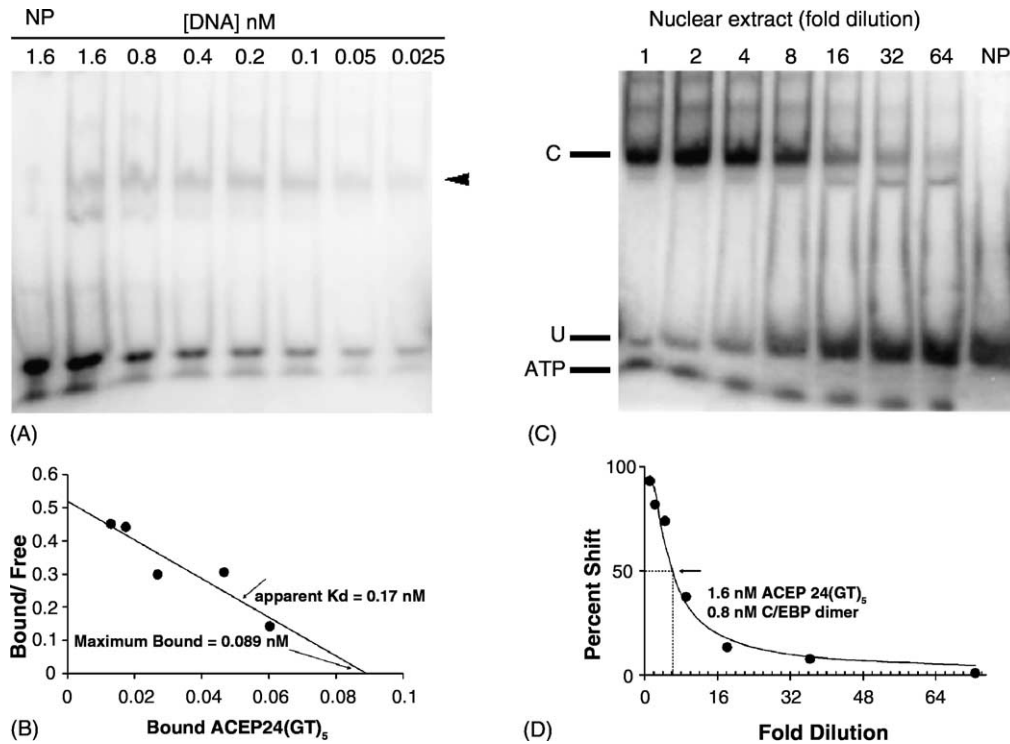 NP [DNA] nM
1.6 1.6 0.8 0.4 0.2 0.1 0.05 0.025
(A)
Nuclear extract (fold dilution)
1 2 4 8 16 32 64 NP
C
U
ATP
(C)
0.6
0.5
0.4
0.3
0.2
0.1
0
Bound/ Free
apparent Kd = 0.17 nM
Maximum Bound = 0.089 nM
0 0.02 0.04 0.06 0.08 0.1
(B) Bound ACEP24(GT)₅
100
50
0
Percent Shift
1.6 nM ACEP 24(GT)₅
0.8 nM C/EBP dimer
0 16 32 48 64
(D) Fold Dilution